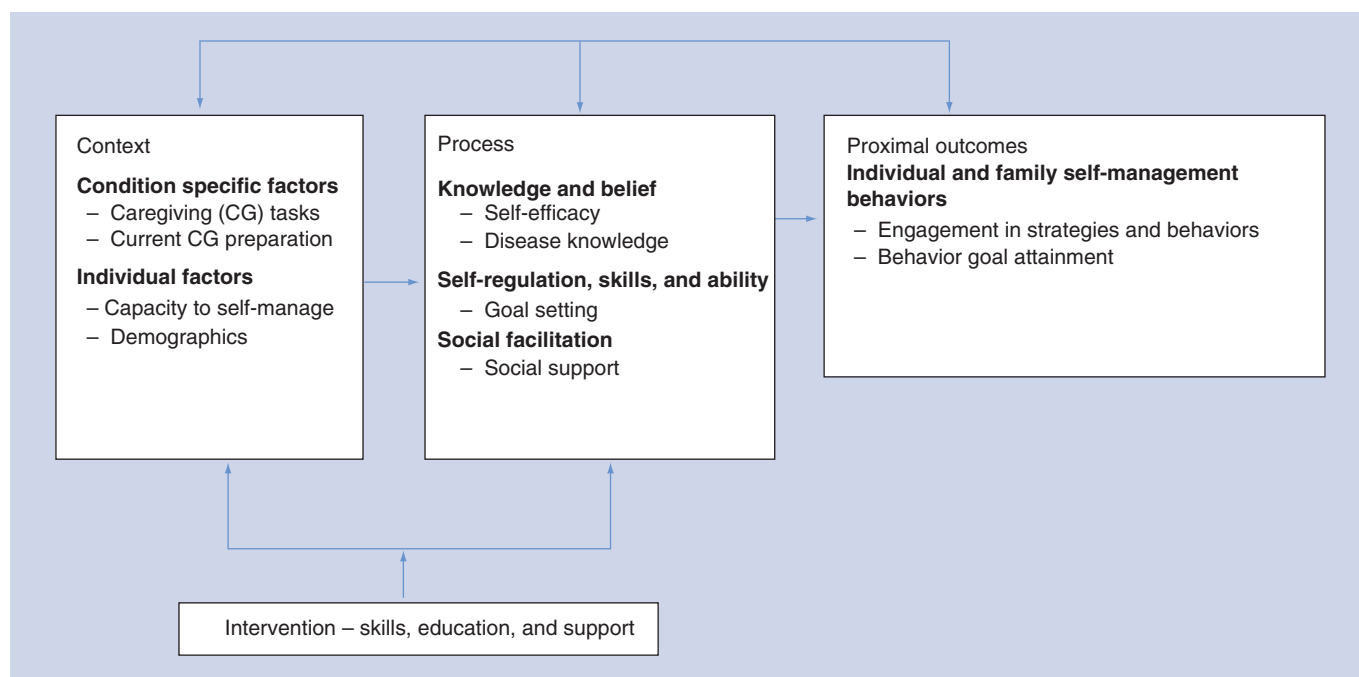 Context
Condition specific factors
– Caregiving (CG) tasks
– Current CG preparation
Individual factors
– Capacity to self-manage
– Demographics
Process
Knowledge and belief
– Self-efficacy
– Disease knowledge
Self-regulation, skills, and ability
– Goal setting
Social facilitation
– Social support
Proximal outcomes
Individual and family self-management
behaviors
– Engagement in strategies and behaviors
– Behavior goal attainment
Intervention – skills, education, and support